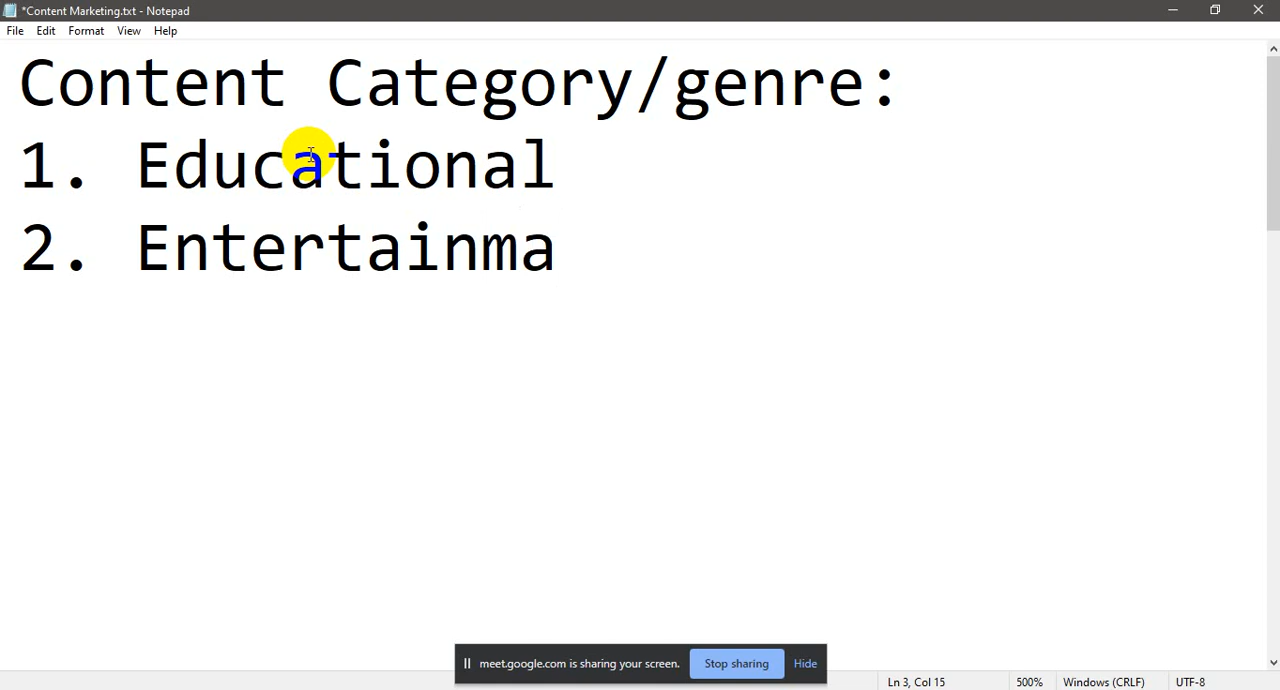 *Content Marketing.txt - Notepad
File Edit Format View Help
Content Category/genre:
1. Educational
2. Entertainma
meet.google.com is sharing your screen. Stop sharing Hide
Ln 3, Col 15 500% Windows (CRLF) UTF-8